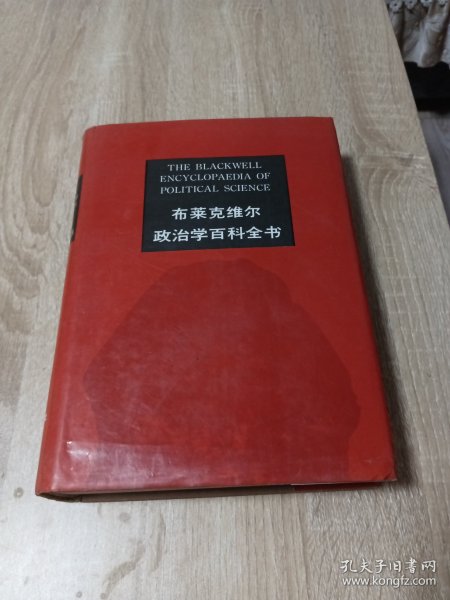 THE BLACKWELL
ENCYCLOPAEDIA OF
POLITICAL SCIENCE
布莱克维尔
政治学百科全书
孔夫子旧书网
www.kongfz.com